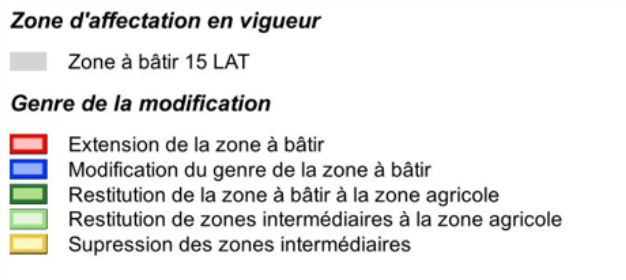 Zone d'affectation en vigueur
Zone à bâtir 15 LAT
Genre de la modification
Extension de la zone à bâtir
Modification du genre de la zone à bâtir
Restitution de la zone à bâtir à la zone agricole
Restitution de zones intermédiaires à la zone agricole
Supression des zones intermédiaires